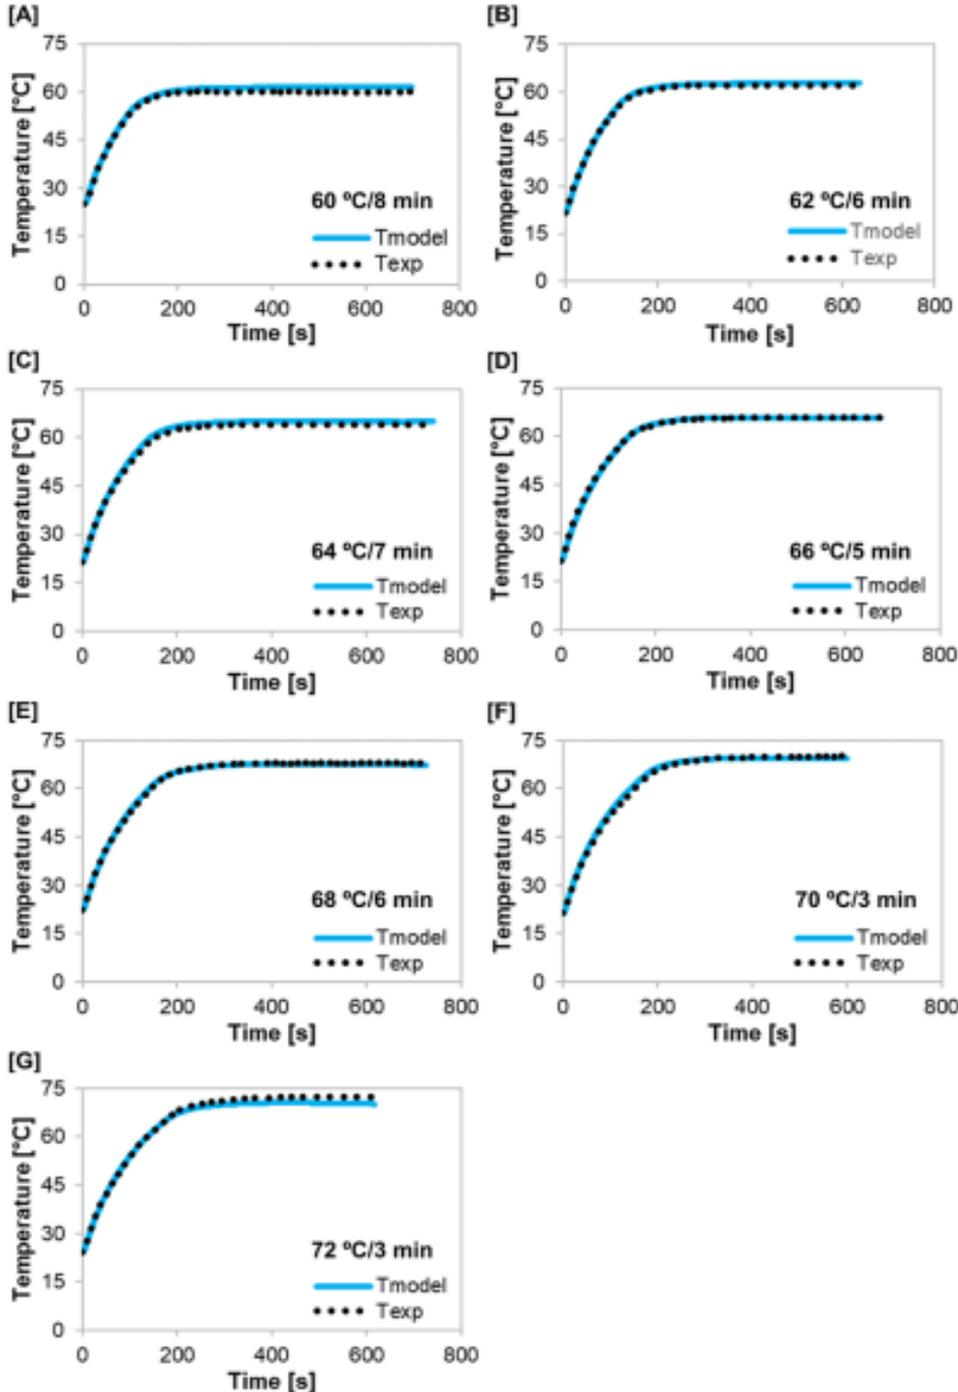 [A]
75
60
45
30
15
0
Temperature [°C]
60 ºC/8 min
Tmodel
Texp
0 200 400 600 800
Time [s]
[B]
75
60
45
30
15
0
Temperature [°C]
62 ºC/6 min
Tmodel
Texp
0 200 400 600 800
Time [s]
[C]
75
60
45
30
15
0
Temperature [°C]
64 ºC/7 min
Tmodel
Texp
0 200 400 600 800
Time [s]
[D]
75
60
45
30
15
0
Temperature [°C]
66 ºC/5 min
Tmodel
Texp
0 200 400 600 800
Time [s]
[E]
75
60
45
30
15
0
Temperature [°C]
68 ºC/6 min
Tmodel
Texp
0 200 400 600 800
Time [s]
[F]
75
60
45
30
15
0
Temperature [°C]
70 ºC/3 min
Tmodel
Texp
0 200 400 600 800
Time [s]
[G]
75
60
45
30
15
0
Temperature [°C]
72 ºC/3 min
Tmodel
Texp
0 200 400 600 800
Time [s]